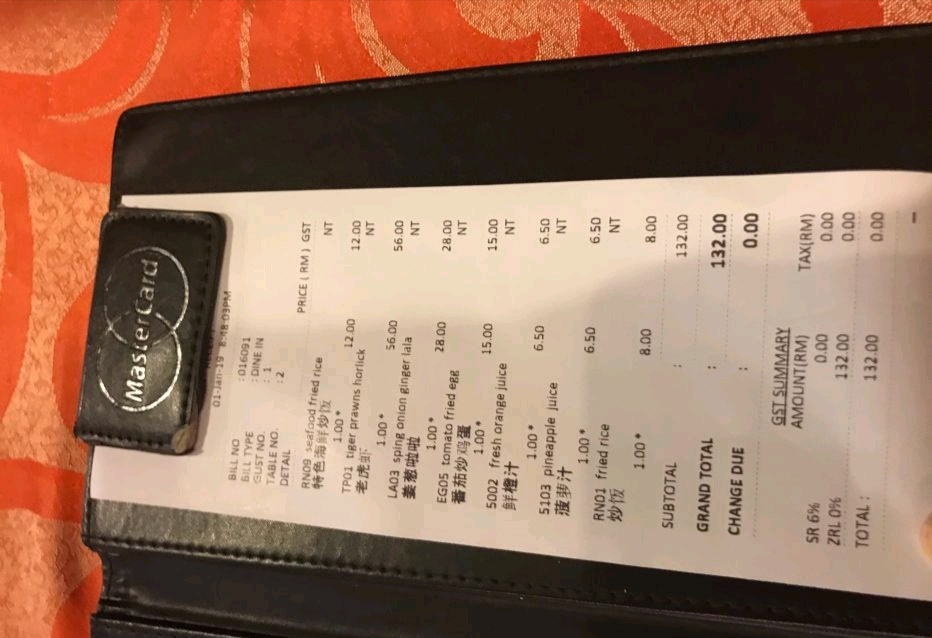 MasterCard
01-Jan-19 8:48:03PM
BILL NO :016091
BILL TYPE : DINE IN
GUST NO. : 1
TABLE NO. : 2
DETAIL PRICE ( RM ) GST
RN09 seafood fried rice NT
特色海鲜炒饭
1.00* 12.00 12.00
TP01 tiger prawns horlick NT
老虎虾
1.00* 56.00 56.00
LA03 sping onion ginger lala NT
姜葱啦啦
1.00* 28.00 28.00
EG05 tomato fried egg NT
番茄炒鸡蛋
1.00* 15.00 15.00
5002 fresh orange juice NT
鲜橙汁
1.00* 6.50 6.50
5103 pineapple juice NT
菠萝汁
1.00* 6.50 6.50
RN01 fried rice NT
炒饭
1.00* 8.00 8.00
SUBTOTAL : 132.00
GRAND TOTAL : 132.00
CHANGE DUE : 0.00
GST SUMMARY
AMOUNT(RM) TAX(RM)
SR 6% 0.00 0.00
ZRL 0% 132.00 0.00
TOTAL : 132.00 0.00